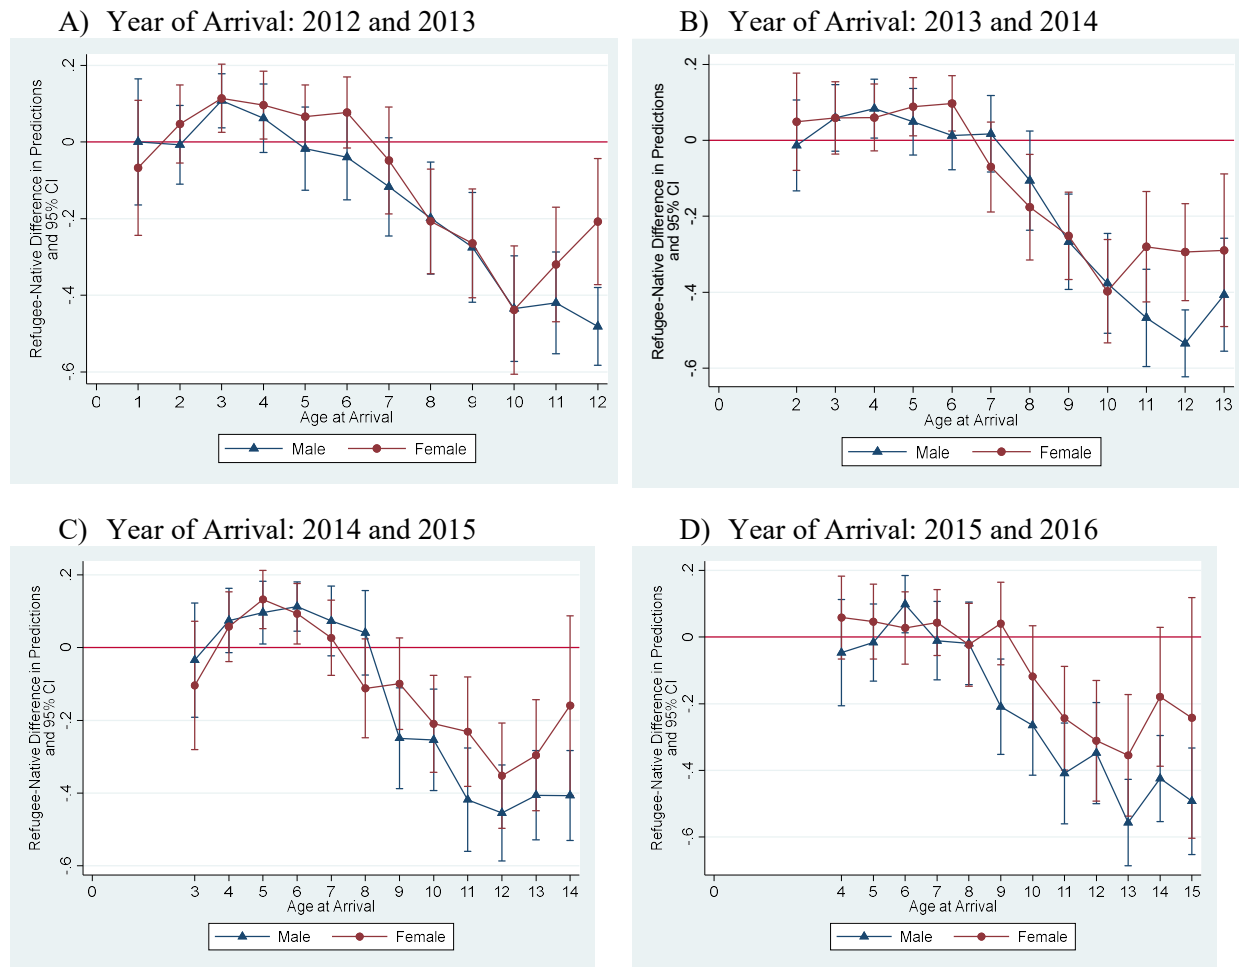 A) Year of Arrival: 2012 and 2013
Refugee-Native Difference in Predictions
and 95% CI
.2
0
-.2
-.4
-.6
0 1 2 3 4 5 6 7 8 9 10 11 12
Age at Arrival
Male Female
B) Year of Arrival: 2013 and 2014
Refugee-Native Difference in Predictions
and 95% CI
.2
0
-.2
-.4
-.6
0 2 3 4 5 6 7 8 9 10 11 12 13
Age at Arrival
Male Female
C) Year of Arrival: 2014 and 2015
Refugee-Native Difference in Predictions
and 95% CI
.2
0
-.2
-.4
-.6
0 3 4 5 6 7 8 9 10 11 12 13 14
Age at Arrival
Male Female
D) Year of Arrival: 2015 and 2016
Refugee-Native Difference in Predictions
and 95% CI
.2
0
-.2
-.4
-.6
0 4 5 6 7 8 9 10 11 12 13 14 15
Age at Arrival
Male Female